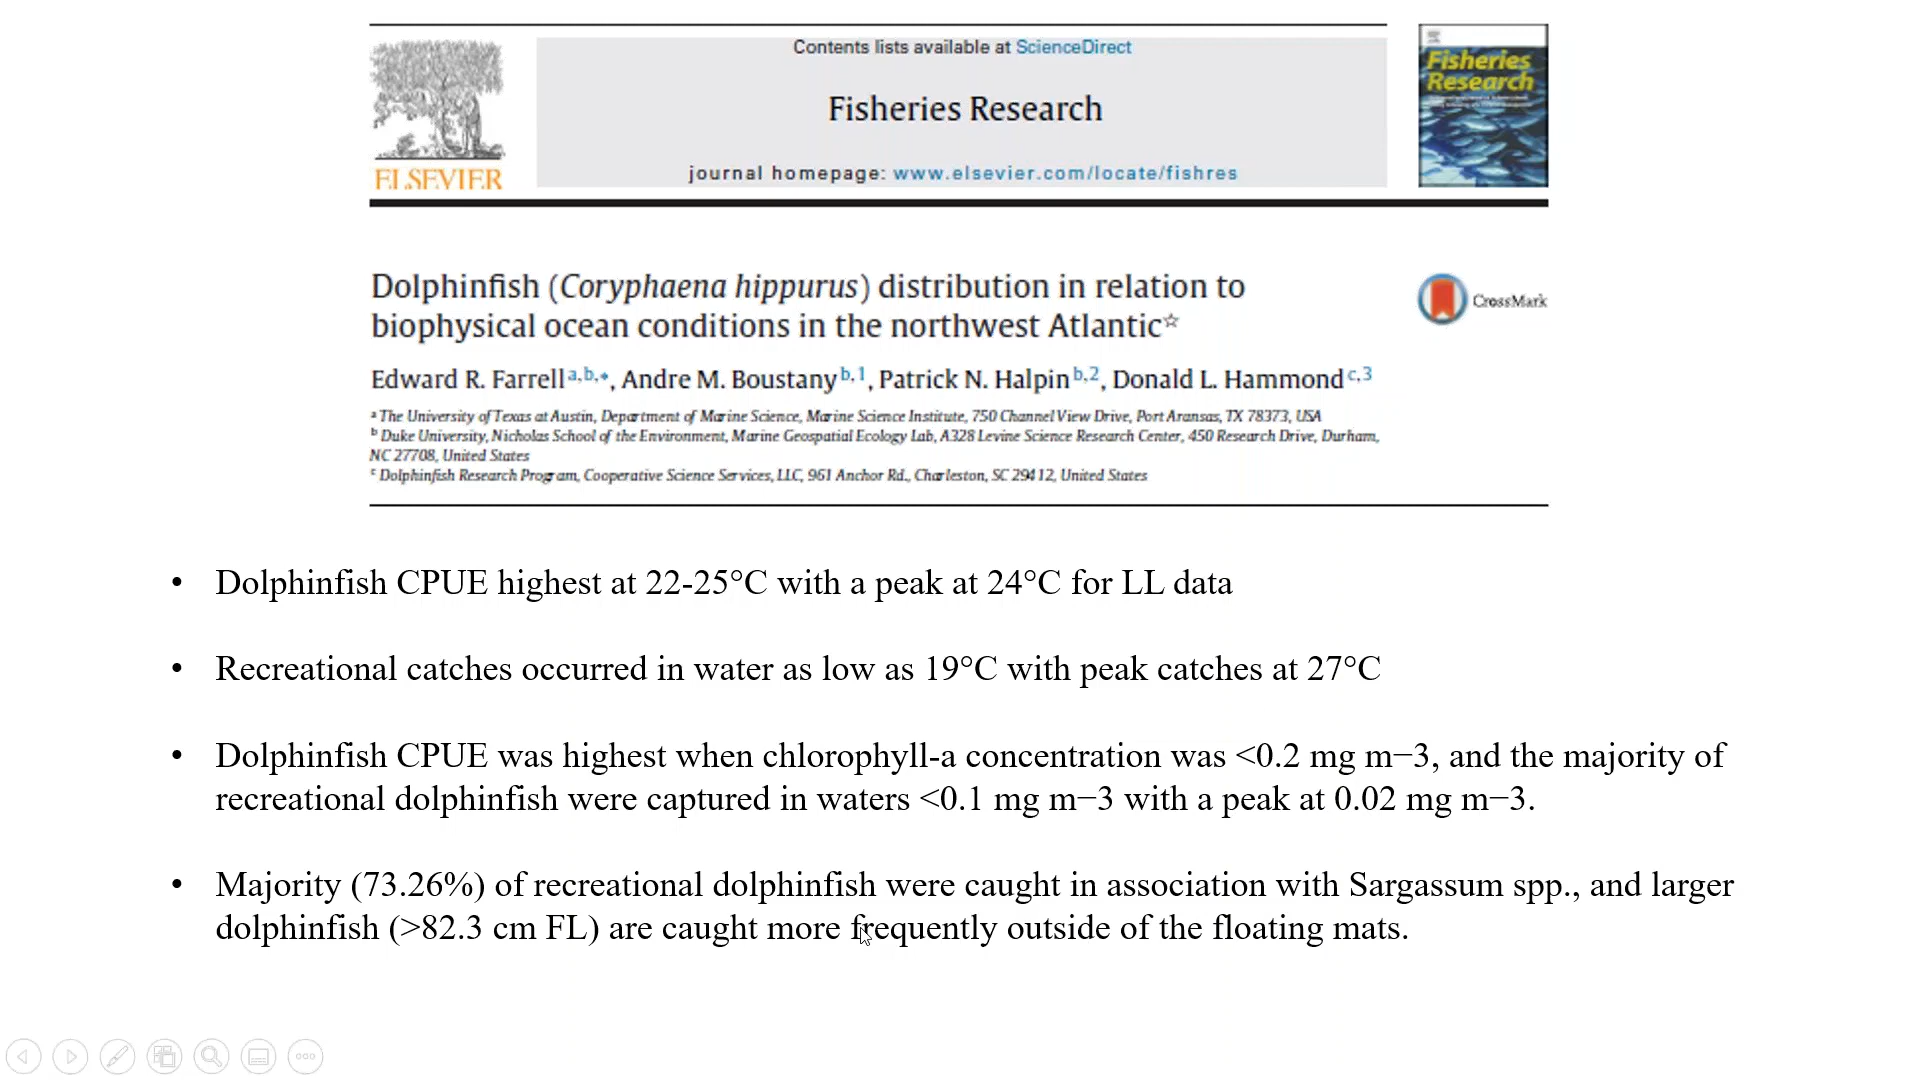 Contents lists available at ScienceDirect
Fisheries Research
journal homepage: www.elsevier.com/locate/fishres
ELSEVIER
Fisheries
Research
Dolphinfish (Coryphaena hippurus) distribution in relation to
biophysical ocean conditions in the northwest Atlantic☆
CrossMark
Edward R. Farrell a,b,*, Andre M. Boustany b,1, Patrick N. Halpin b,2, Donald L. Hammond c,3
a The University of Texas at Austin, Department of Marine Science, Marine Science Institute, 750 Channel View Drive, Port Aransas, TX 78373, USA
b Duke University, Nicholas School of the Environment, Marine Geospatial Ecology Lab, A328 Levine Science Research Center, 450 Research Drive, Durham,
NC 27708, United States
c Dolphinfish Research Program, Cooperative Science Services, LLC, 961 Anchor Rd., Charleston, SC 29412, United States
• Dolphinfish CPUE highest at 22-25°C with a peak at 24°C for LL data
• Recreational catches occurred in water as low as 19°C with peak catches at 27°C
• Dolphinfish CPUE was highest when chlorophyll-a concentration was <0.2 mg m−3, and the majority of
recreational dolphinfish were captured in waters <0.1 mg m−3 with a peak at 0.02 mg m−3.
• Majority (73.26%) of recreational dolphinfish were caught in association with Sargassum spp., and larger
dolphinfish (>82.3 cm FL) are caught more frequently outside of the floating mats.